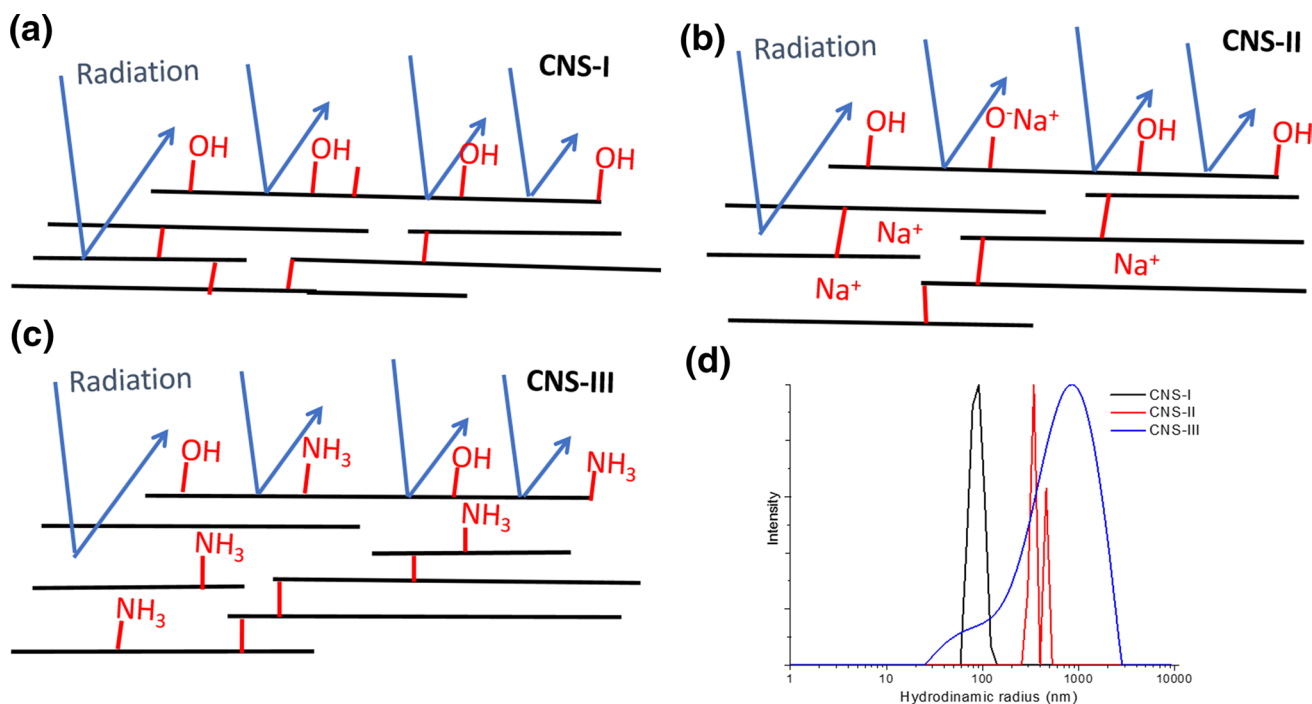 (a)
Radiation
CNS-I
OH
OH
OH
OH
(b)
Radiation
CNS-II
OH
O⁻Na⁺
OH
OH
Na⁺
Na⁺
Na⁺
(c)
Radiation
CNS-III
OH
NH₃
OH
NH₃
NH₃
NH₃
NH₃
(d)
CNS-I
CNS-II
CNS-III
Intensity
1 10 100 1000 10000
Hydrodinamic radius (nm)